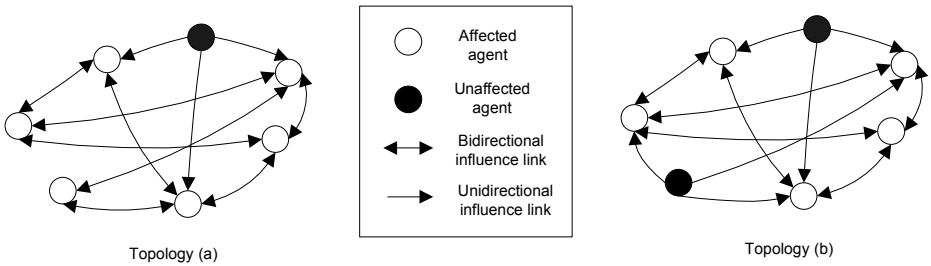 Affected
agent
Unaffected
agent
Bidirectional
influence link
Unidirectional
influence link
Topology (a)
Topology (b)